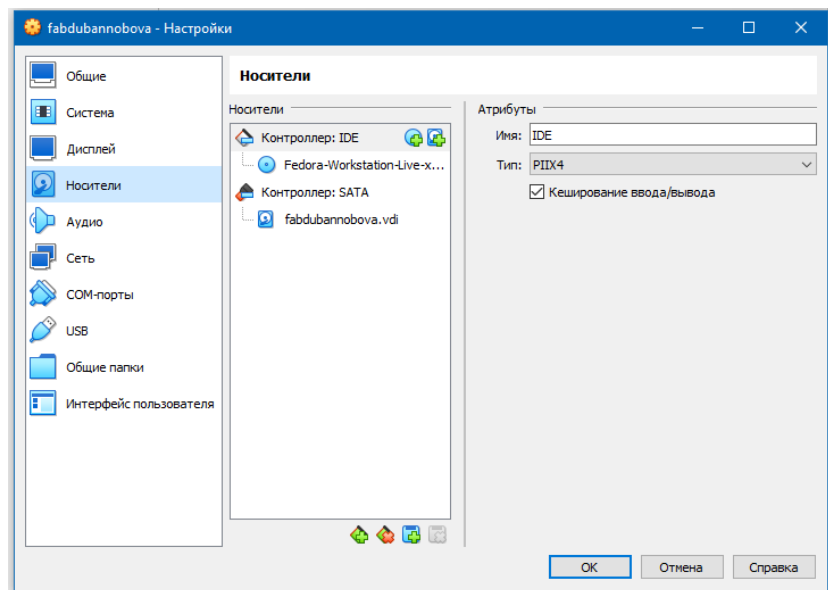 fabdubannobova - Настройки
Общие
Система
Дисплей
Носители
Аудио
Сеть
COM-порты
USB
Общие папки
Интерфейс пользователя
Носители
Носители
Контроллер: IDE
Fedora-Workstation-Live-x...
Контроллер: SATA
fabdubannobova.vdi
Атрибуты
Имя: IDE
Тип: PIIX4
Кеширование ввода/вывода
OK Отмена Справка